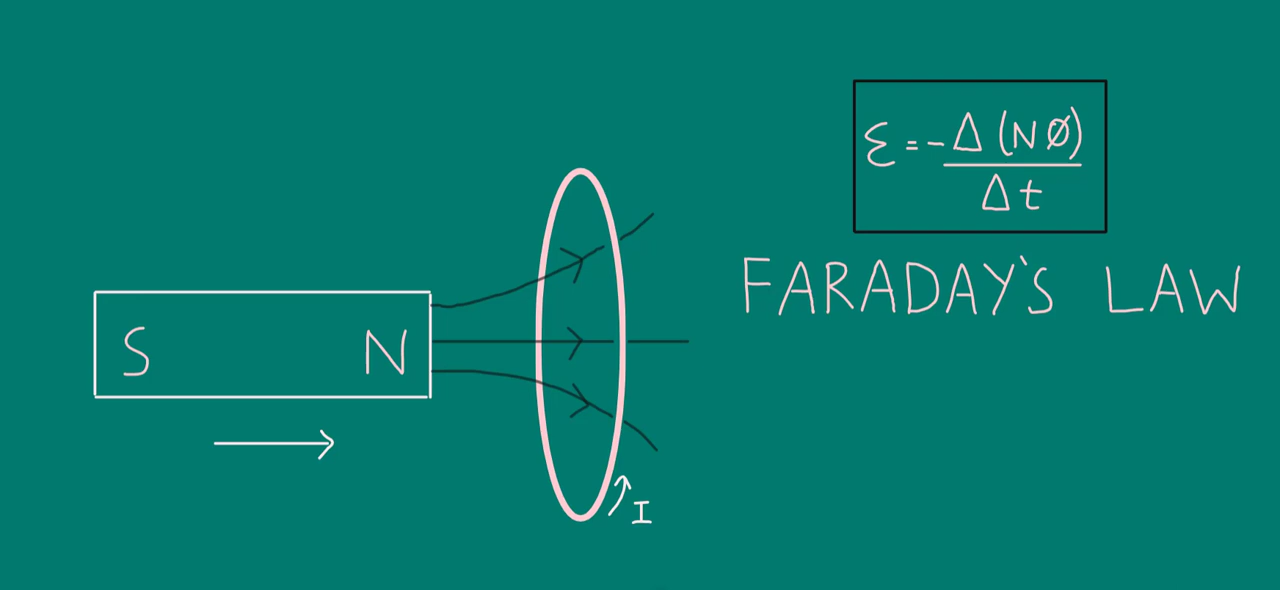 S N
I
ε = - Δ (NØ) / Δt
FARADAY'S LAW